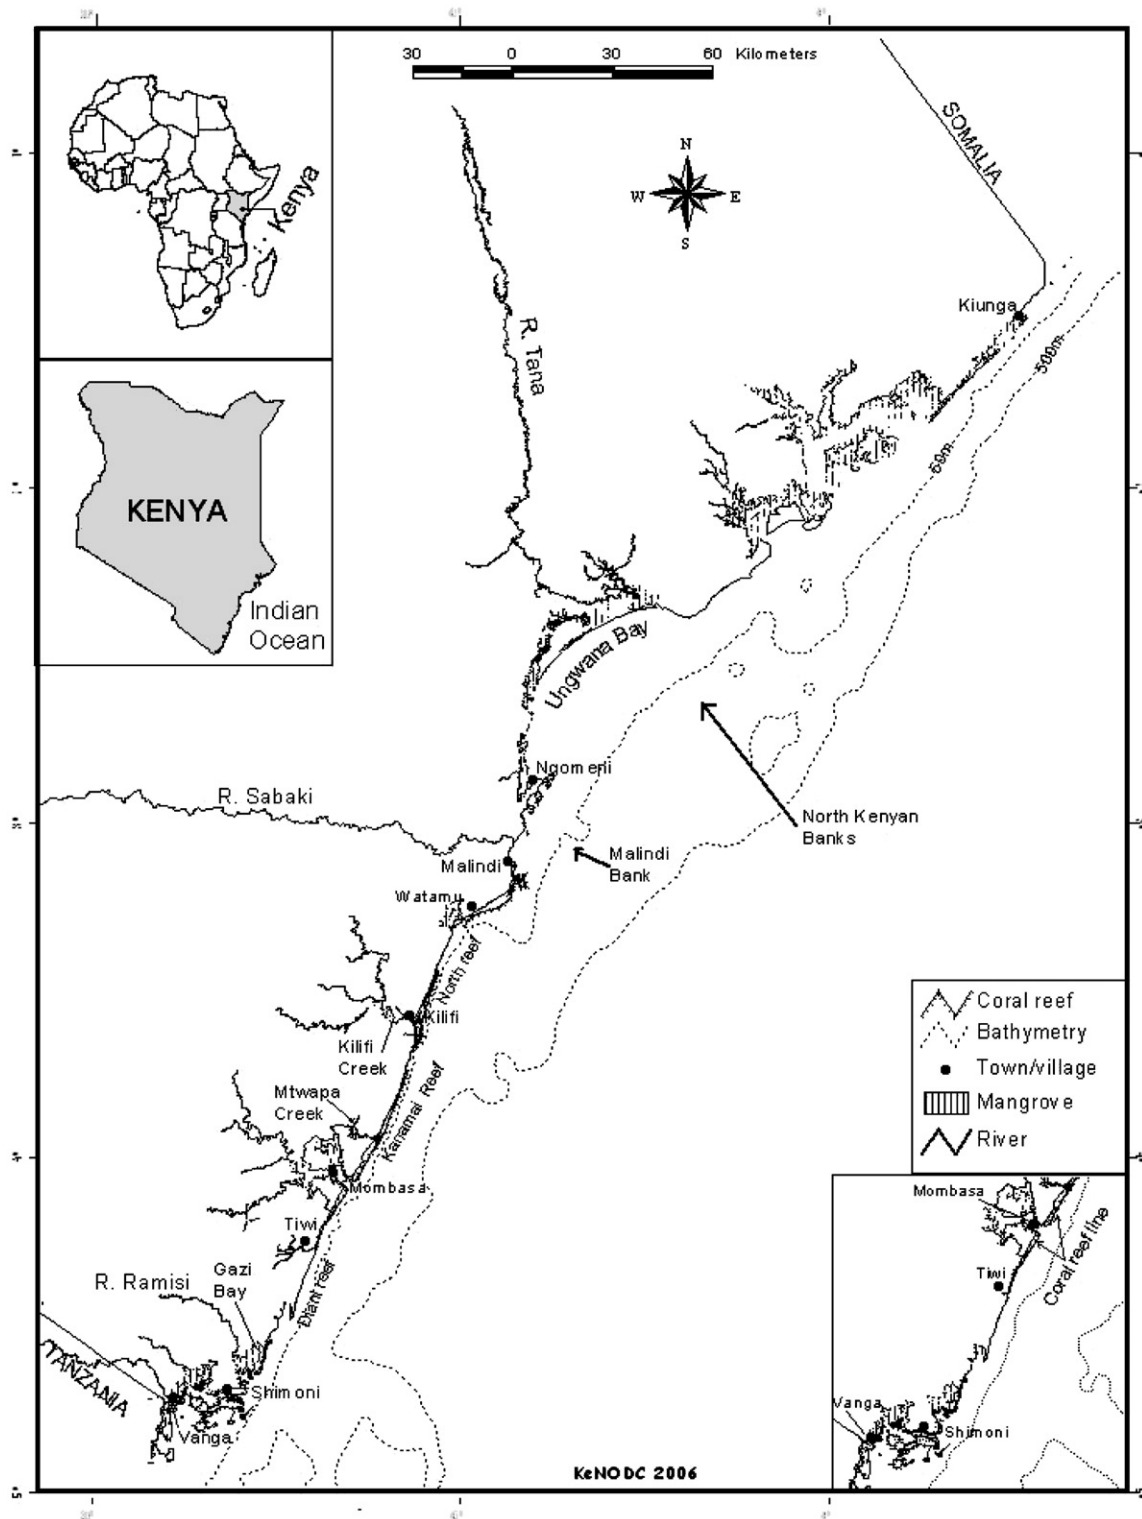 30 0 30 60 Kilometers
N
W E
S
SOMALIA
Kenya
Kiunga
500m
R. Tana
60m
KENYA
Indian
Ocean
Ungwana Bay
Ngomeni
R. Sabaki
North Kenyan
Banks
Malindi
Malindi
Bank
Watamu
North reef
Kilifi
Kilifi
Creek
Coral reef
Bathymetry
Town/village
Mangrove
River
Mtwapa
Creek
Kanamai Reef
Mombasa
Tiwi
Gazi
Bay
R. Ramisi
Diani reef
TANZANIA
Shimoni
Vanga
Mombasa
Coral reef line
Tiwi
Vanga
Shimoni
KeNODC 2006